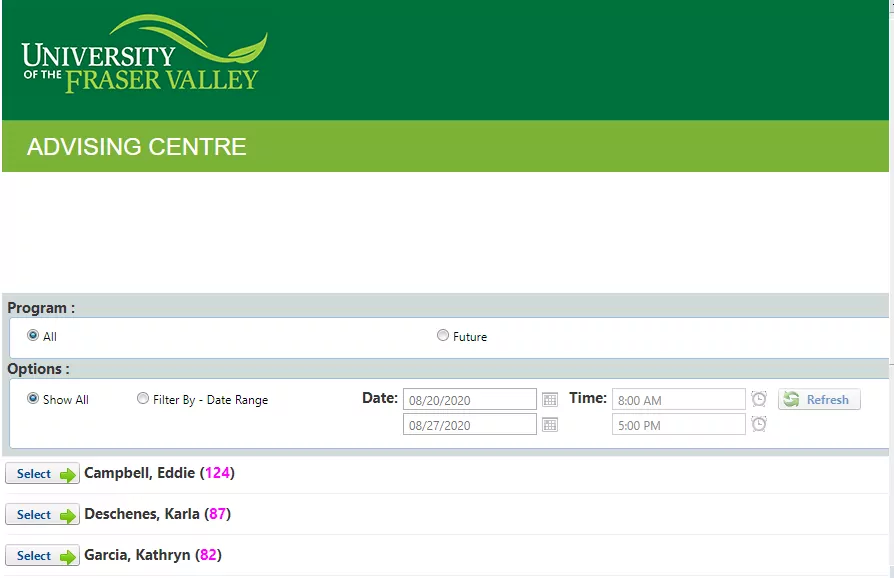 UNIVERSITY
OF THE FRASER VALLEY
ADVISING CENTRE
Program :
All Future
Options :
Show All Filter By - Date Range Date: 08/20/2020 Time: 8:00 AM Refresh
08/27/2020 5:00 PM
Select Campbell, Eddie (124)
Select Deschenes, Karla (87)
Select Garcia, Kathryn (82)